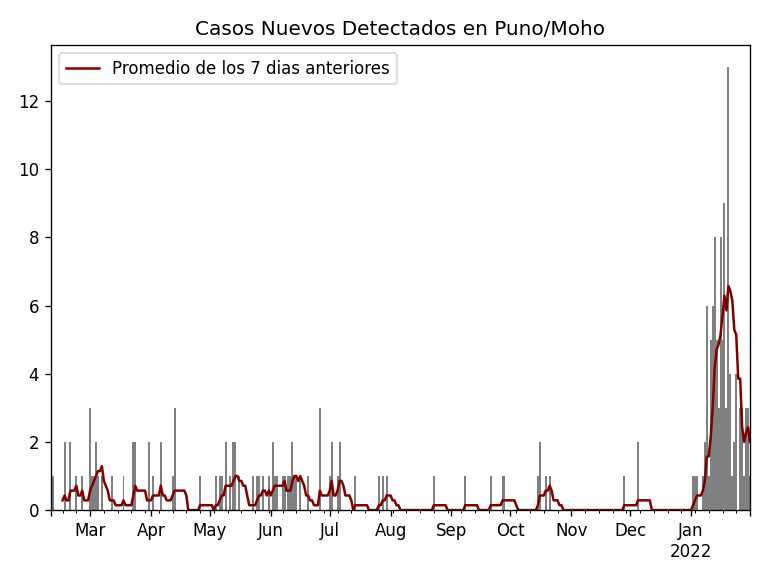 Casos Nuevos Detectados en Puno/Moho
Promedio de los 7 dias anteriores
12
10
8
6
4
2
0
Mar Apr May Jun Jul Aug Sep Oct Nov Dec Jan
2022